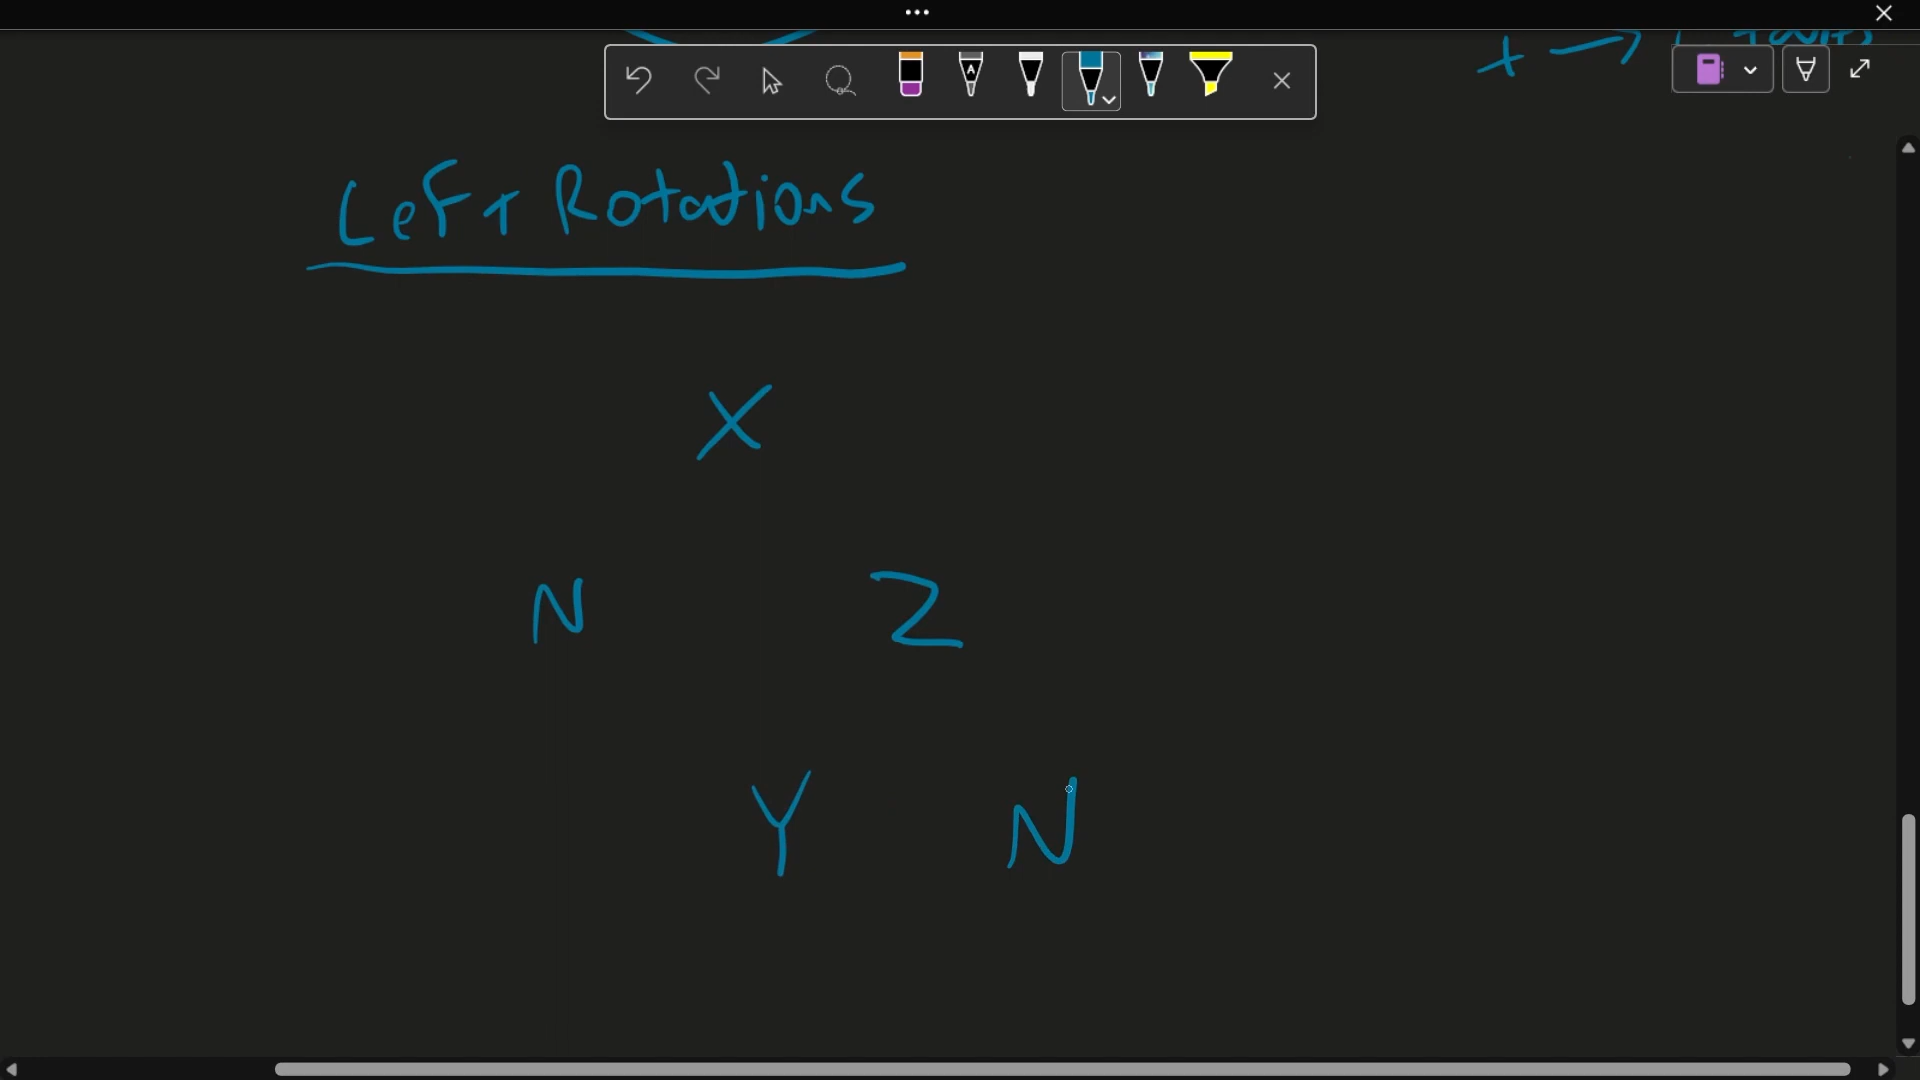 x →
Left Rotations
X
N Z
Y N